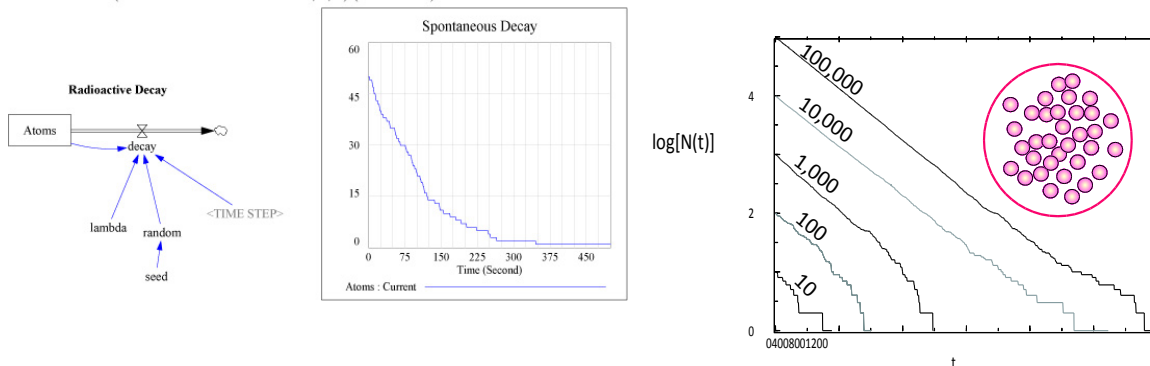 Radioactive Decay
Atoms
decay
lambda
random
<TIME STEP>
seed
Spontaneous Decay
60
45
30
15
0
0 75 150 225 300 375 450
Time (Second)
Atoms : Current
log[N(t)]
4
2
0
100,000
10,000
1,000
100
10
04008001200
t